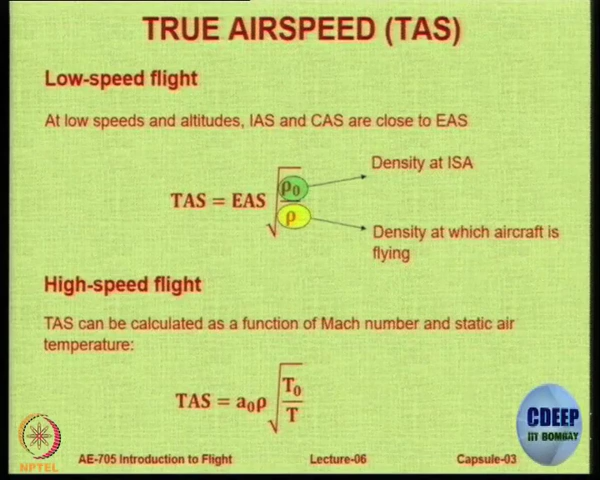 TRUE AIRSPEED (TAS)
Low-speed flight
At low speeds and altitudes, IAS and CAS are close to EAS
Density at ISA
TAS = EAS √(ρ₀/ρ)
Density at which aircraft is
flying
High-speed flight
TAS can be calculated as a function of Mach number and static air
temperature:
TAS = a₀ρ √(T₀/T)
CDEEP
IIT BOMBAY
NPTEL
AE-705 Introduction to Flight
Lecture-06
Capsule-03